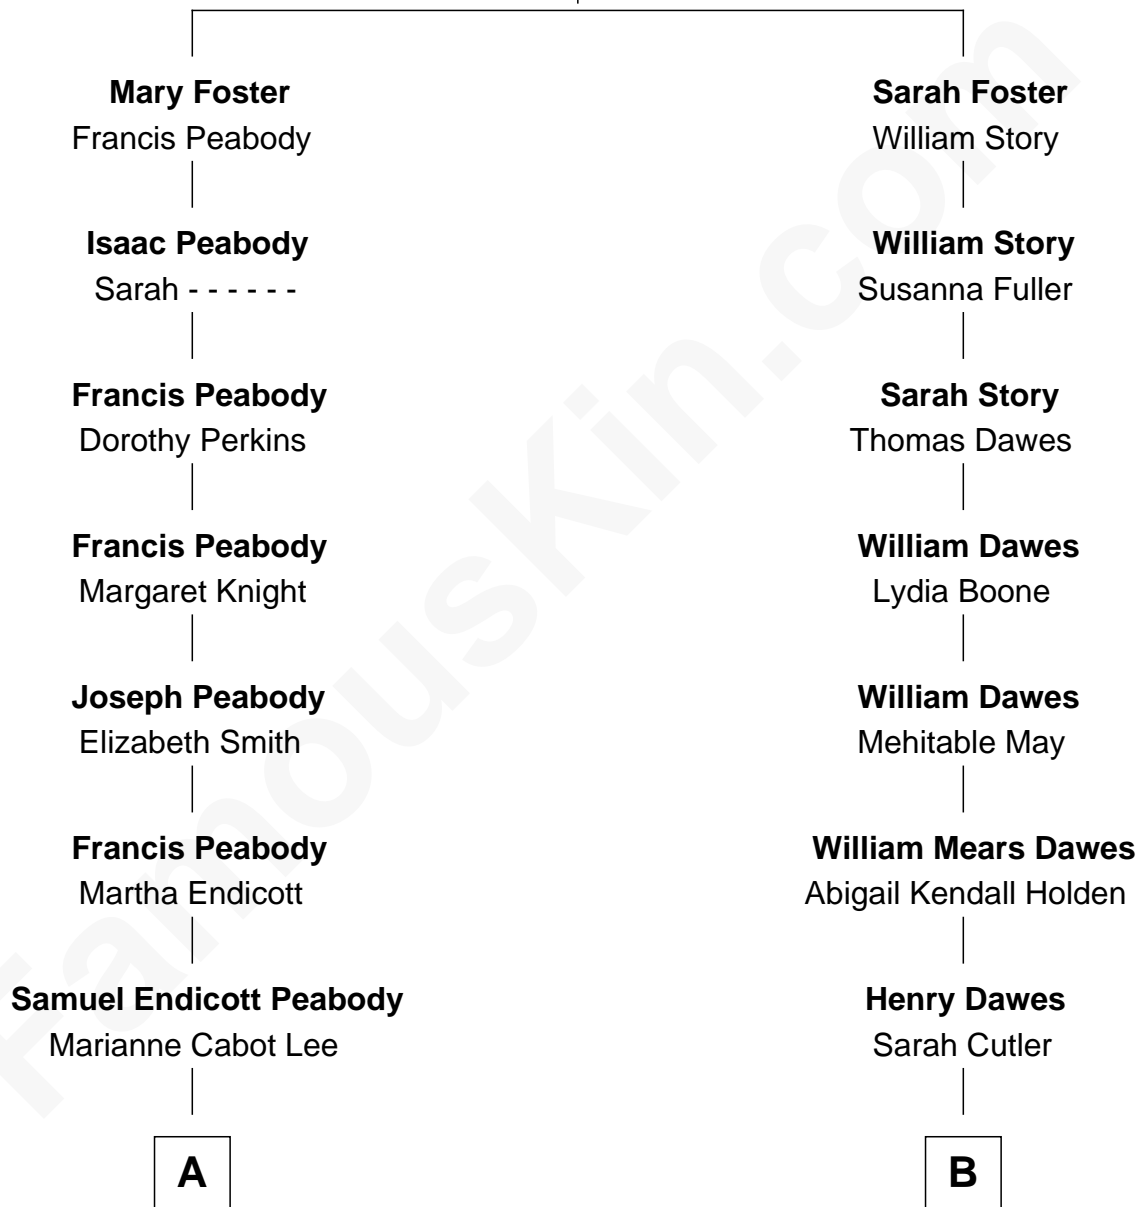 Mary Foster
Francis Peabody
Isaac Peabody
Sarah - - - - - -
Francis Peabody
Dorothy Perkins
Francis Peabody
Margaret Knight
Joseph Peabody
Elizabeth Smith
Francis Peabody
Martha Endicott
Samuel Endicott Peabody
Marianne Cabot Lee
A
Sarah Foster
William Story
William Story
Susanna Fuller
Sarah Story
Thomas Dawes
William Dawes
Lydia Boone
William Dawes
Mehitable May
William Mears Dawes
Abigail Kendall Holden
Henry Dawes
Sarah Cutler
B
FamousKin.com